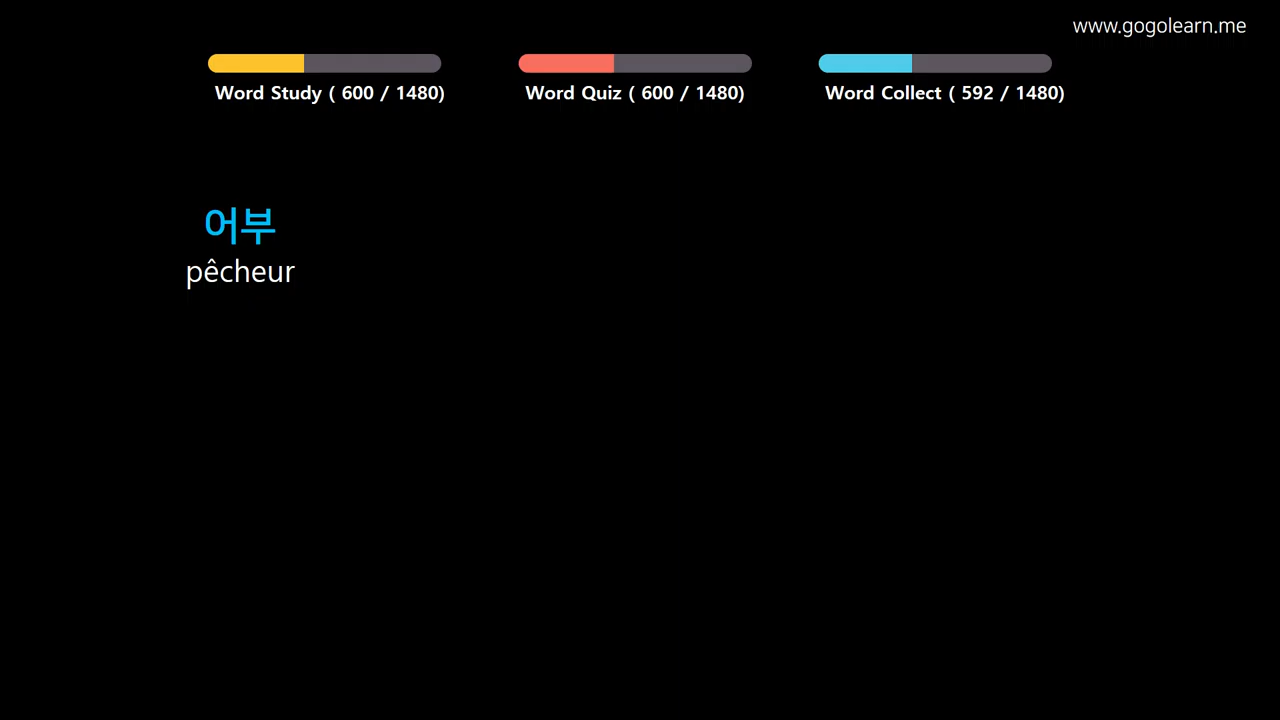 www.gogolearn.me
Word Study ( 600 / 1480)
Word Quiz ( 600 / 1480)
Word Collect ( 592 / 1480)
어부
pêcheur